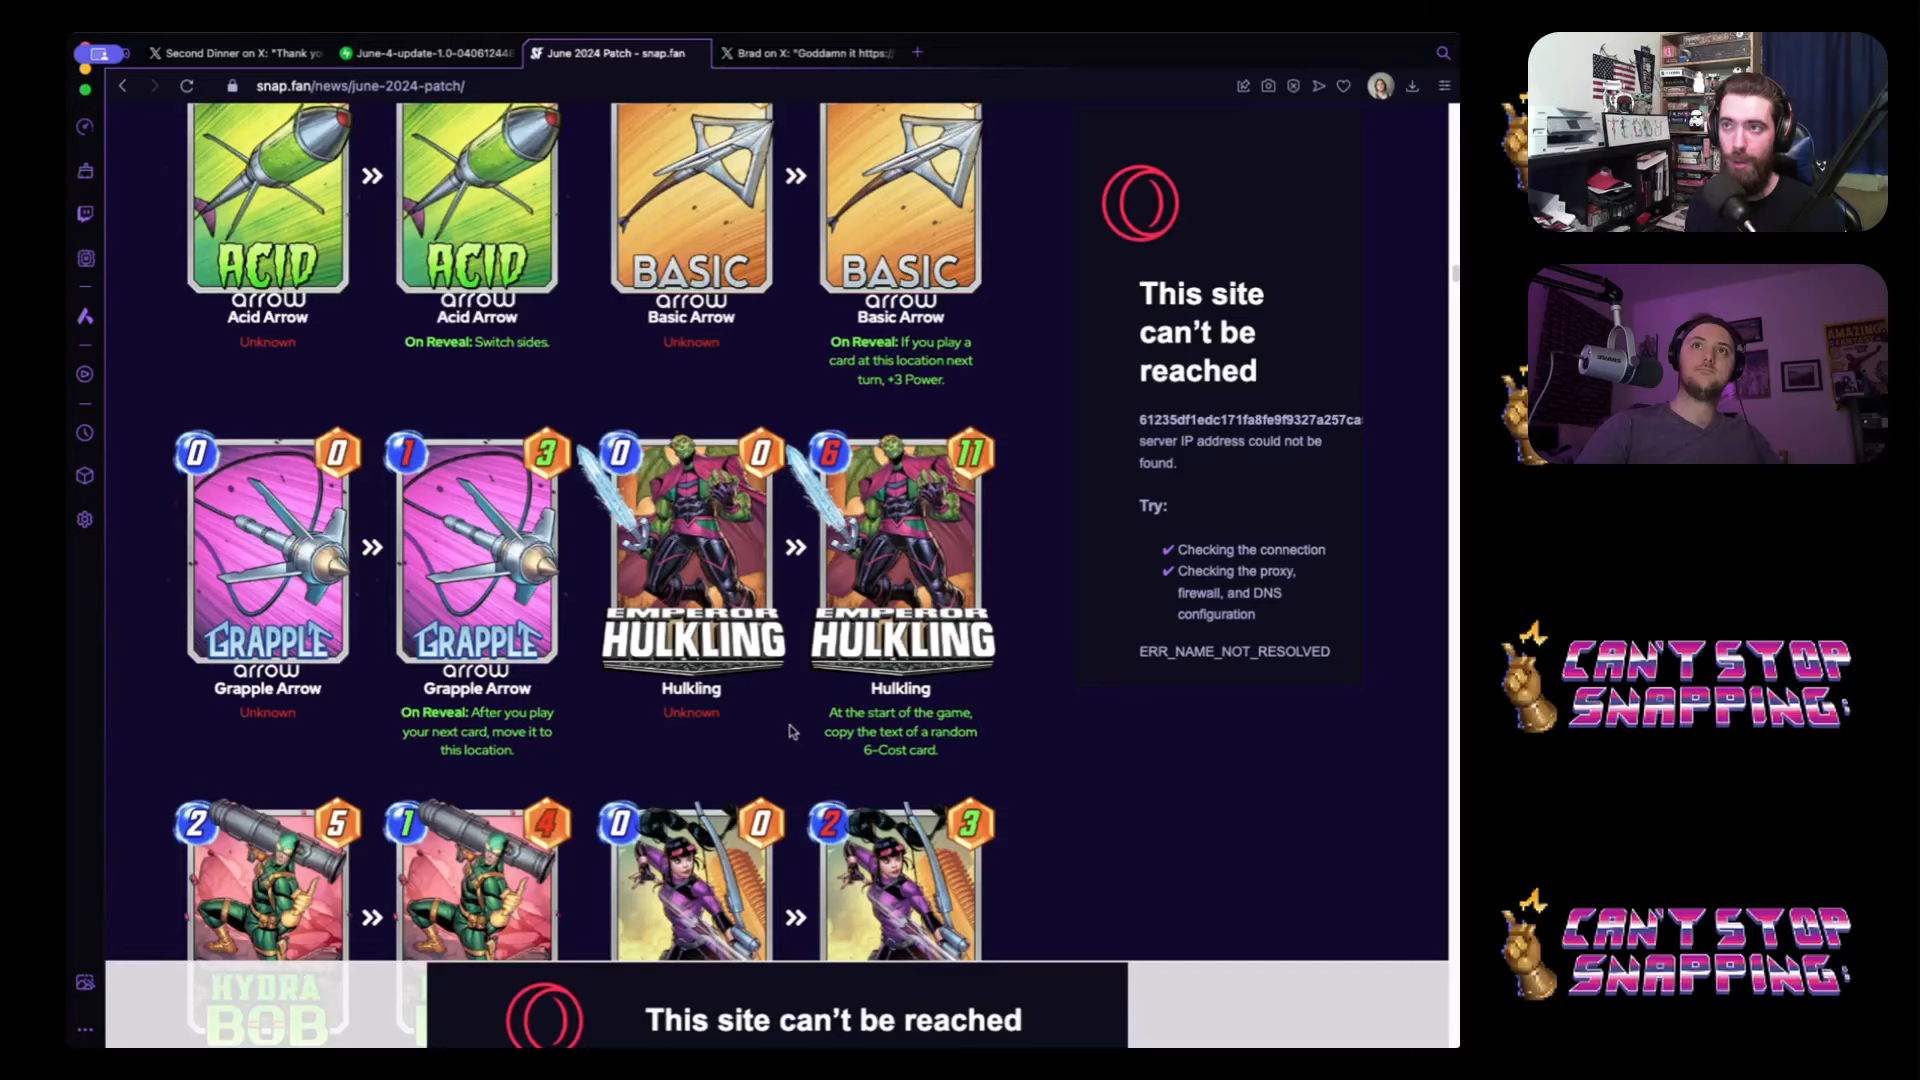 Second Dinner on X: "Thank yo
June-4-update-1.0-040612448
June 2024 Patch - snap.fan
Brad on X: "Goddamn it https:/
snap.fan/news/june-2024-patch/
ACID
arrow
Acid Arrow
Unknown
ACID
arrow
Acid Arrow
On Reveal: Switch sides.
BASIC
arrow
Basic Arrow
Unknown
BASIC
arrow
Basic Arrow
On Reveal: If you play a
card at this location next
turn, +3 Power.
0
0
GRAPPLE
arrow
Grapple Arrow
Unknown
1
3
GRAPPLE
arrow
Grapple Arrow
On Reveal: After you play
your next card, move it to
this location.
0
0
EMPEROR
HULKLING
Hulkling
Unknown
6
11
EMPEROR
HULKLING
Hulkling
At the start of the game,
copy the text of a random
6-Cost card.
2
5
1
4
0
0
2
3
HYDRA
BOB
This site
can't be
reached
61235df1edc171fa8fe9f9327a257ca
server IP address could not be
found.
Try:
Checking the connection
Checking the proxy,
firewall, and DNS
configuration
ERR_NAME_NOT_RESOLVED
This site can't be reached
TEDDY
SHURE
AMAZING
FANTASY
CAN'T STOP
SNAPPING:
CAN'T STOP
SNAPPING: